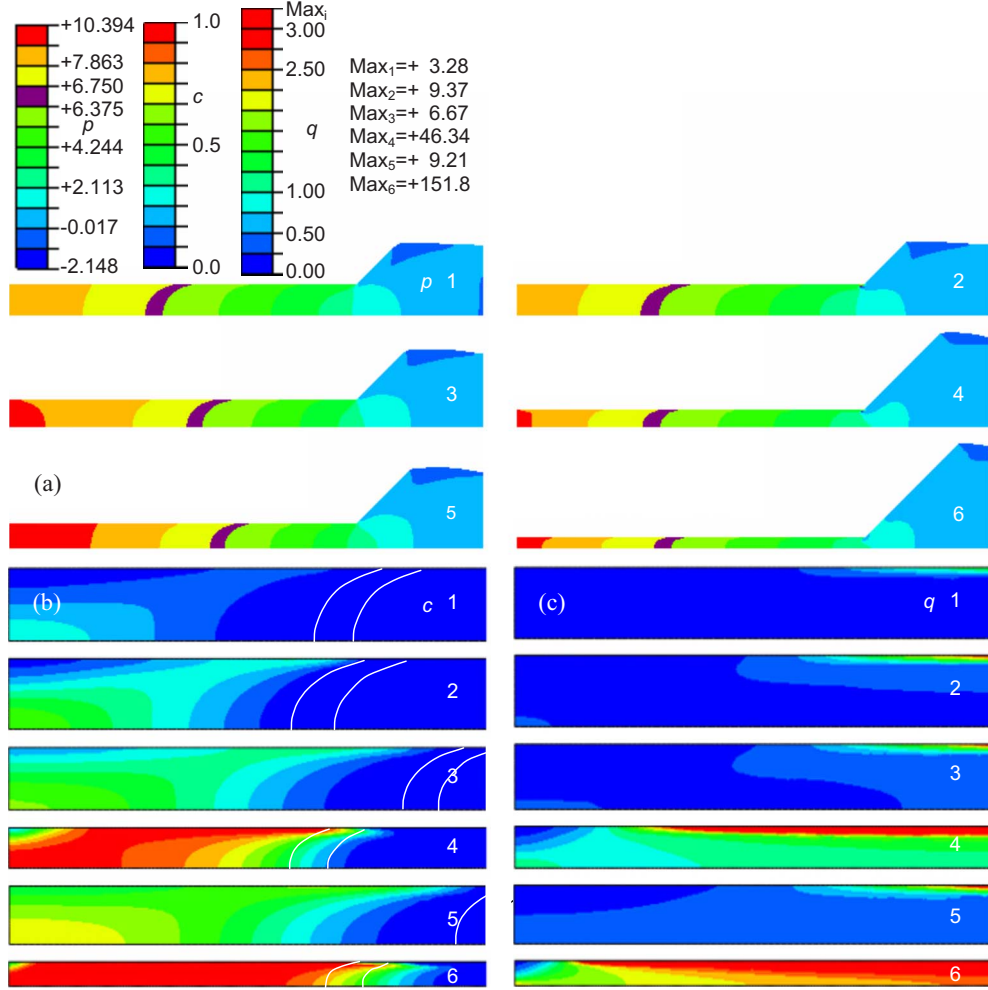 +10.394
+7.863
+6.750
+6.375
p
+4.244
+2.113
-0.017
-2.148
1.0
c
0.5
0.0
Maxi
3.00
2.50
q
1.00
0.50
0.00
Max1=+ 3.28
Max2=+ 9.37
Max3=+ 6.67
Max4=+46.34
Max5=+ 9.21
Max6=+151.8
p 1
2
3
4
(a)
5
6
(b)
c 1
2
3
4
5
6
(c)
q 1
2
3
4
5
6